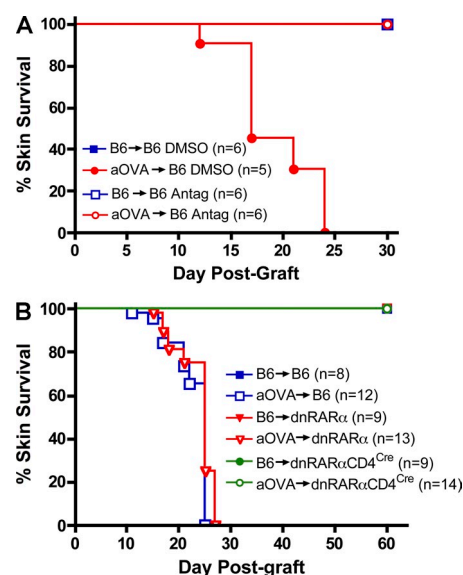 A
100
80
60
40
20
0
% Skin Survival
B6→B6 DMSO (n=6)
aOVA→B6 DMSO (n=5)
B6→B6 Antag (n=6)
aOVA→B6 Antag (n=6)
0 5 10 15 20 25 30
Day Post-Graft
B
100
80
60
40
20
0
% Skin Survival
B6→B6 (n=8)
aOVA→B6 (n=12)
B6→dnRARα (n=9)
aOVA→dnRARα (n=13)
B6→dnRARαCD4Cre (n=9)
aOVA→dnRARαCD4Cre (n=14)
0 10 20 30 40 50 60
Day Post-graft